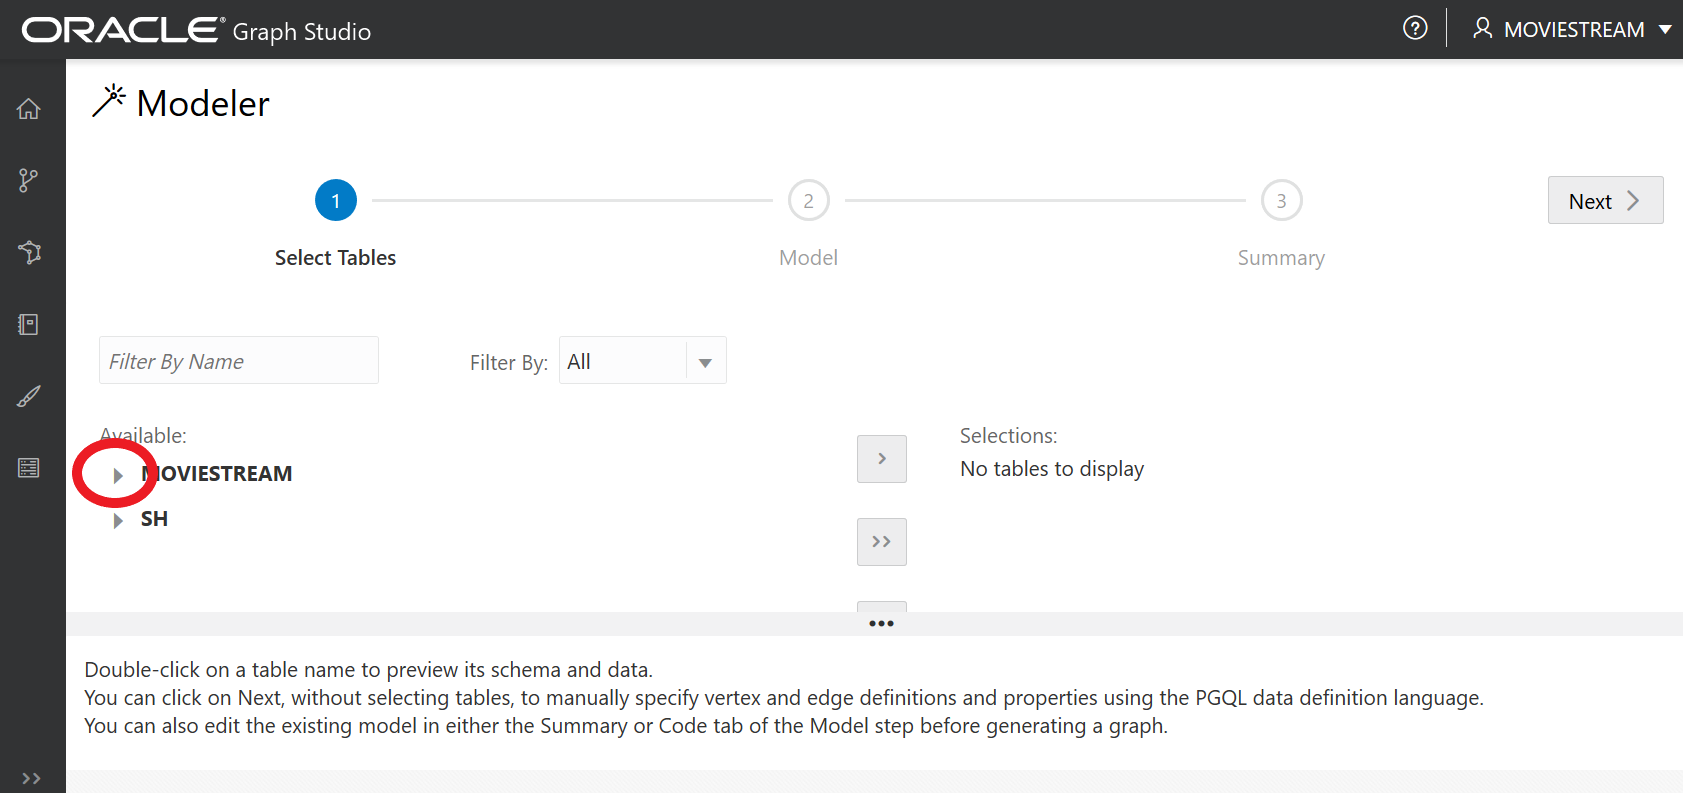 ORACLE® Graph Studio
MOVIESTREAM
Modeler
1
2
3
Next
Select Tables
Model
Summary
Filter By Name
Filter By: All
Available:
Selections:
MOVIESTREAM
No tables to display
SH
Double-click on a table name to preview its schema and data.
You can click on Next, without selecting tables, to manually specify vertex and edge definitions and properties using the PGQL data definition language.
You can also edit the existing model in either the Summary or Code tab of the Model step before generating a graph.